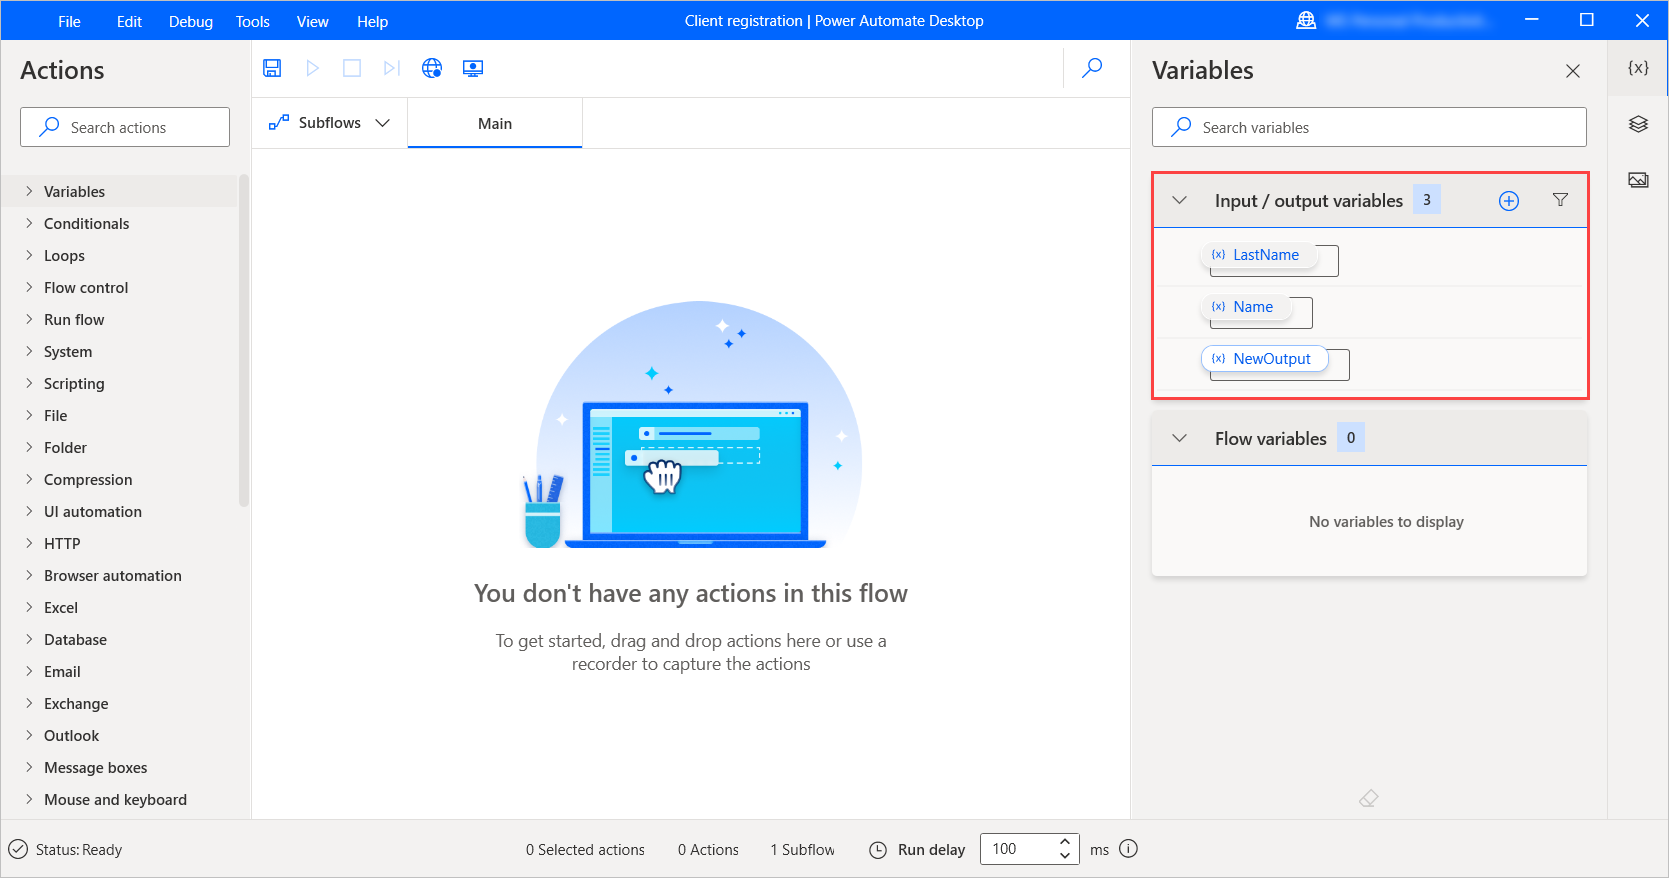 File Edit Debug Tools View Help Client registration | Power Automate Desktop
Actions
Search actions
Variables
Conditionals
Loops
Flow control
Run flow
System
Scripting
File
Folder
Compression
UI automation
HTTP
Browser automation
Excel
Database
Email
Exchange
Outlook
Message boxes
Mouse and keyboard
Subflows Main
You don't have any actions in this flow
To get started, drag and drop actions here or use a
recorder to capture the actions
Variables
{x}
Search variables
Input / output variables 3
{x} LastName
{x} Name
{x} NewOutput
Flow variables 0
No variables to display
Status: Ready 0 Selected actions 0 Actions 1 Subflow Run delay 100 ms